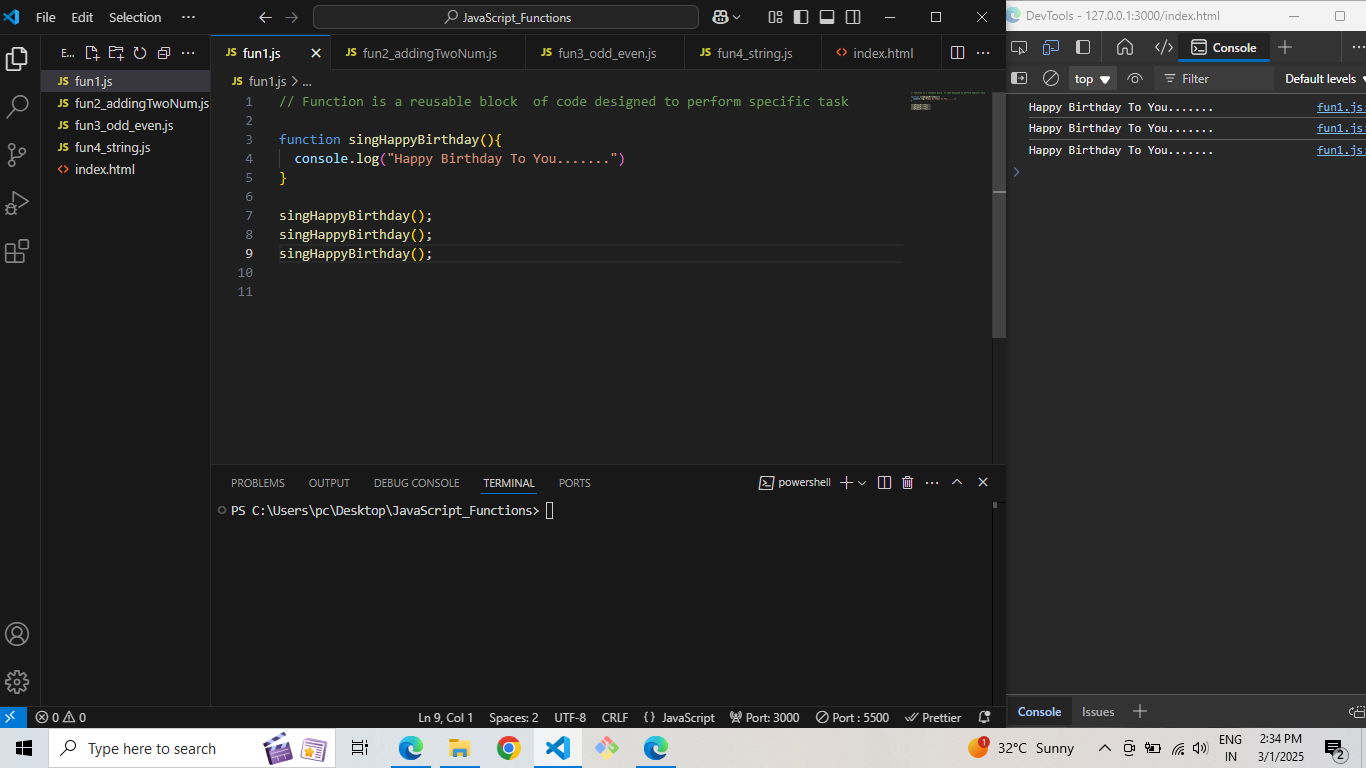 File Edit Selection ··· JavaScript_Functions
DevTools - 127.0.0.1:3000/index.html
E... ···
JS fun1.js
JS fun2_addingTwoNum.js
JS fun3_odd_even.js
JS fun4_string.js
<> index.html
JS fun1.js JS fun2_addingTwoNum.js JS fun3_odd_even.js JS fun4_string.js <> index.html ···
JS fun1.js > ...
1 // Function is a reusable block  of code designed to perform specific task
2
3 function singHappyBirthday(){
4   console.log("Happy Birthday To You.......")
5 }
6
7 singHappyBirthday();
8 singHappyBirthday();
9 singHappyBirthday();
10
11
Console
top Filter Default levels
Happy Birthday To You....... fun1.js:
Happy Birthday To You....... fun1.js:
Happy Birthday To You....... fun1.js:
PROBLEMS OUTPUT DEBUG CONSOLE TERMINAL PORTS powershell ···
PS C:\Users\pc\Desktop\JavaScript_Functions>
Console Issues
0 0 Ln 9, Col 1 Spaces: 2 UTF-8 CRLF {} JavaScript Port: 3000 Port : 5500 Prettier
Type here to search
1 32°C Sunny
ENG
IN
2:34 PM
3/1/2025
2